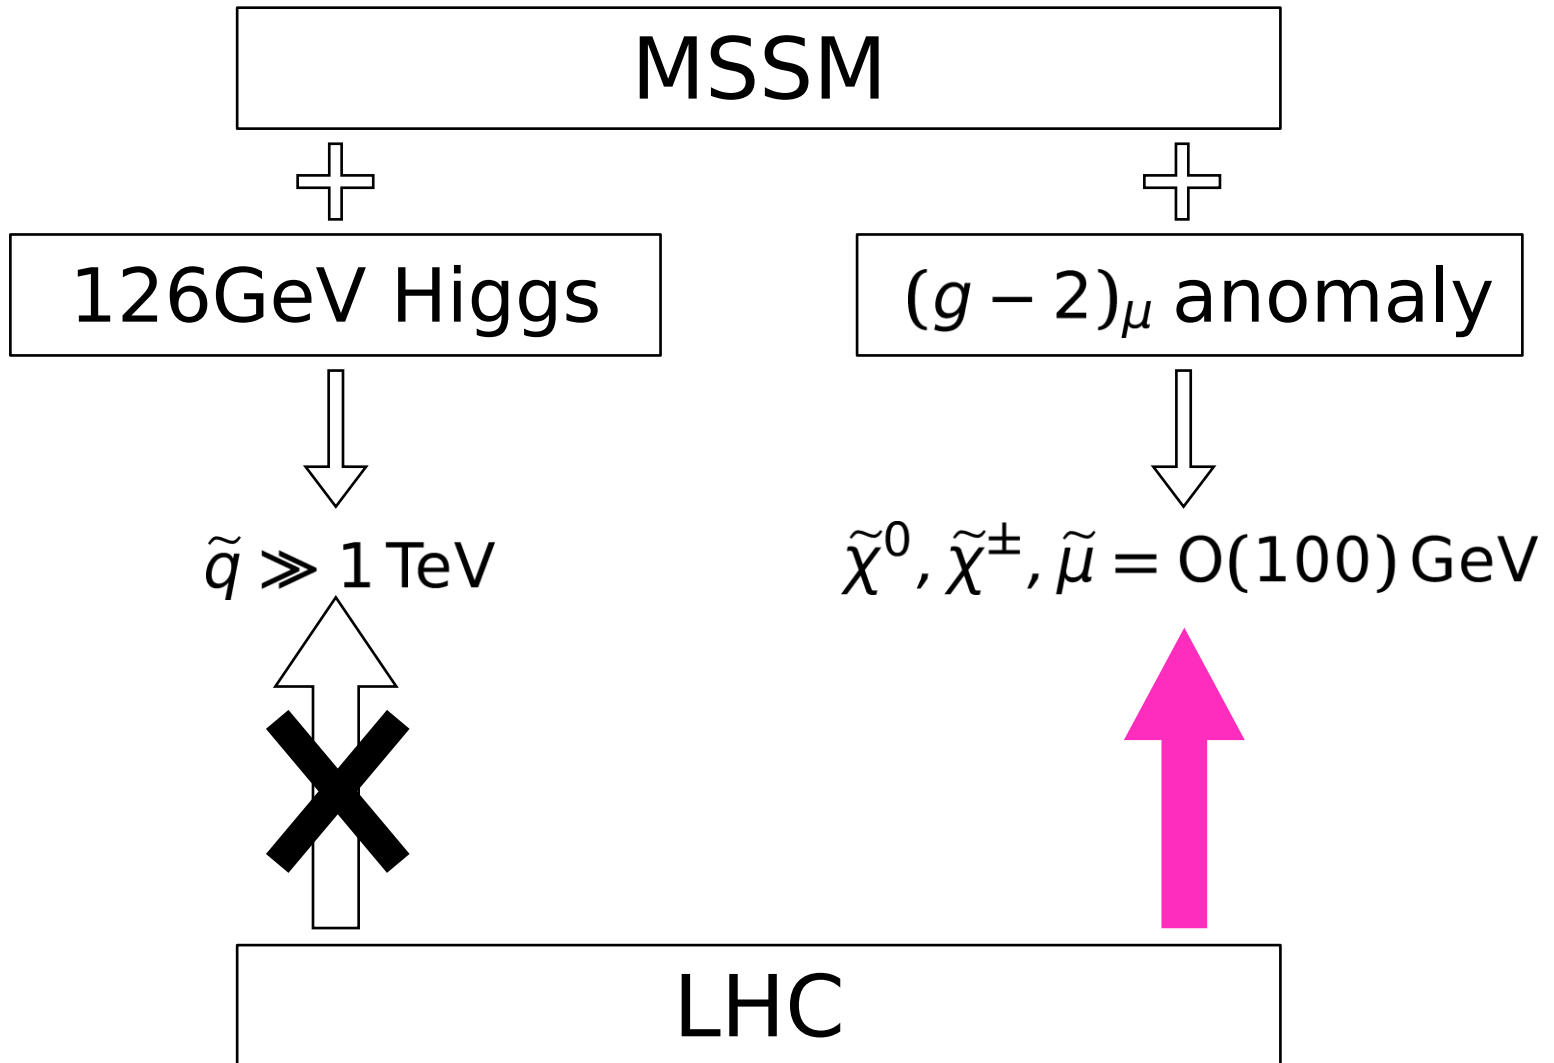 MSSM
126GeV Higgs
(g − 2)μ anomaly
q̃ ≫ 1 TeV
χ̃⁰, χ̃±, μ̃ = O(100) GeV
LHC